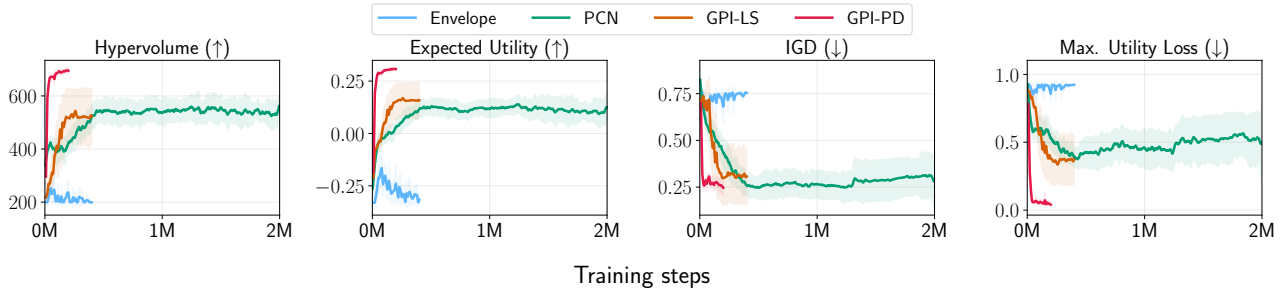 Envelope PCN GPI-LS GPI-PD
Hypervolume (↑)
600
400
200
0M 1M 2M
Expected Utility (↑)
0.25
0.00
−0.25
0M 1M 2M
IGD (↓)
0.75
0.50
0.25
0M 1M 2M
Max. Utility Loss (↓)
1.0
0.5
0.0
0M 1M 2M
Training steps